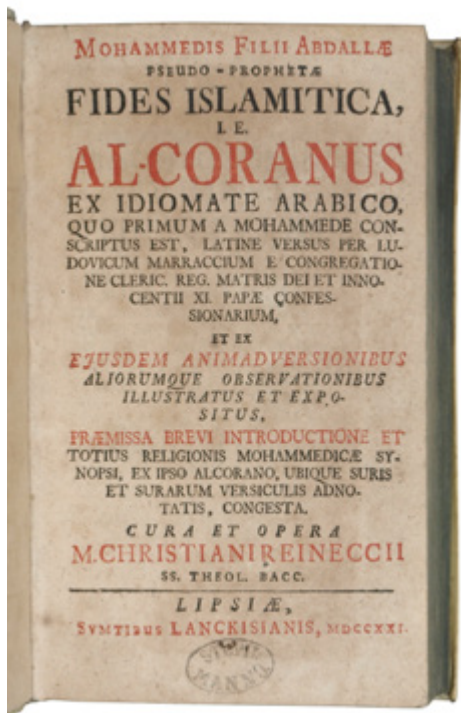 MOHAMMEDIS FILII ABDALLÆ
PSEUDO-PROPHETÆ
FIDES ISLAMITICA,
I. E.
AL-CORANUS
EX IDIOMATE ARABICO,
QUO PRIMUM A MOHAMMEDE CON-
SCRIPTUS EST, LATINE VERSUS PER LU-
DOVICUM MARRACCIUM E CONGREGATIO-
NE CLERIC. REG. MATRIS DEI ET INNO-
CENTII XI. PAPÆ CONFES-
SIONARIUM,
ET EX
EJUSDEM ANIMADVERSIONIBUS
ALIORUMQUE OBSERVATIONIBUS
ILLUSTRATUS ET EXPO-
SITUS,
PRÆMISSA BREVI INTRODUCTIONE ET
TOTIUS RELIGIONIS MOHAMMEDICÆ SY-
NOPSI, EX IPSO ALCORANO, UBIQUE SURIS
ET SURARUM VERSICULIS ADNO-
TATIS, CONGESTA.
CURA ET OPERA
M. CHRISTIANI REINECCII
SS. THEOL. BACC.
LIPSIÆ,
SVMTIBUS LANCKISIANIS, MDCCXXI.